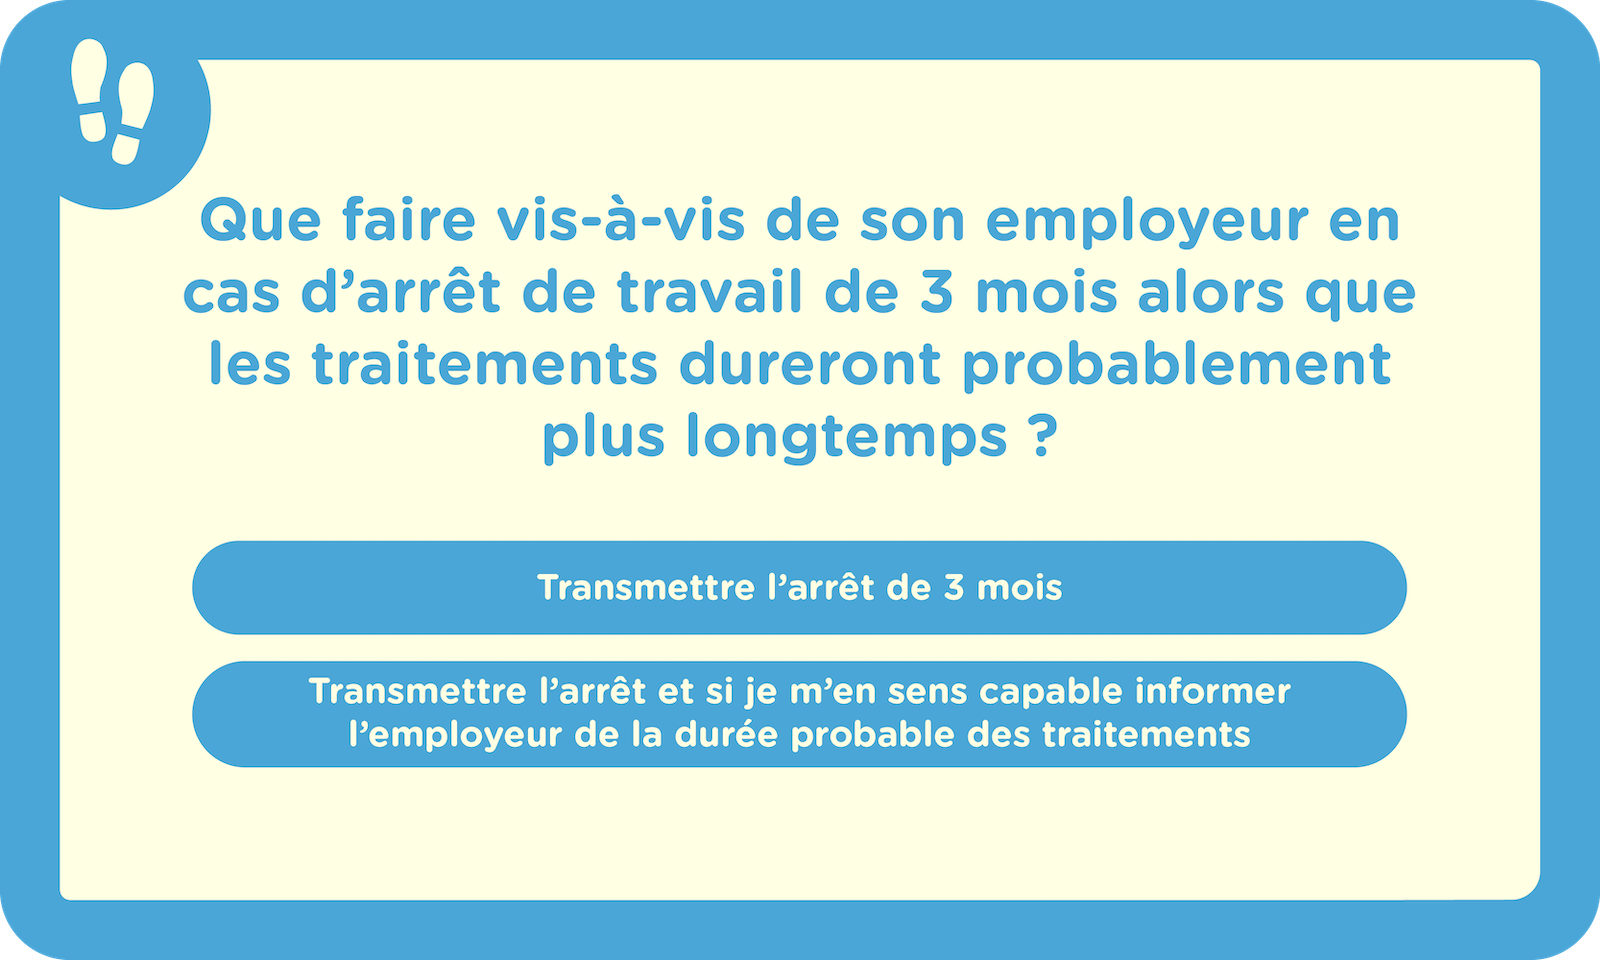 Que faire vis-à-vis de son employeur en
cas d’arrêt de travail de 3 mois alors que
les traitements dureront probablement
plus longtemps ?
Transmettre l’arrêt de 3 mois
Transmettre l’arrêt et si je m’en sens capable informer
l’employeur de la durée probable des traitements